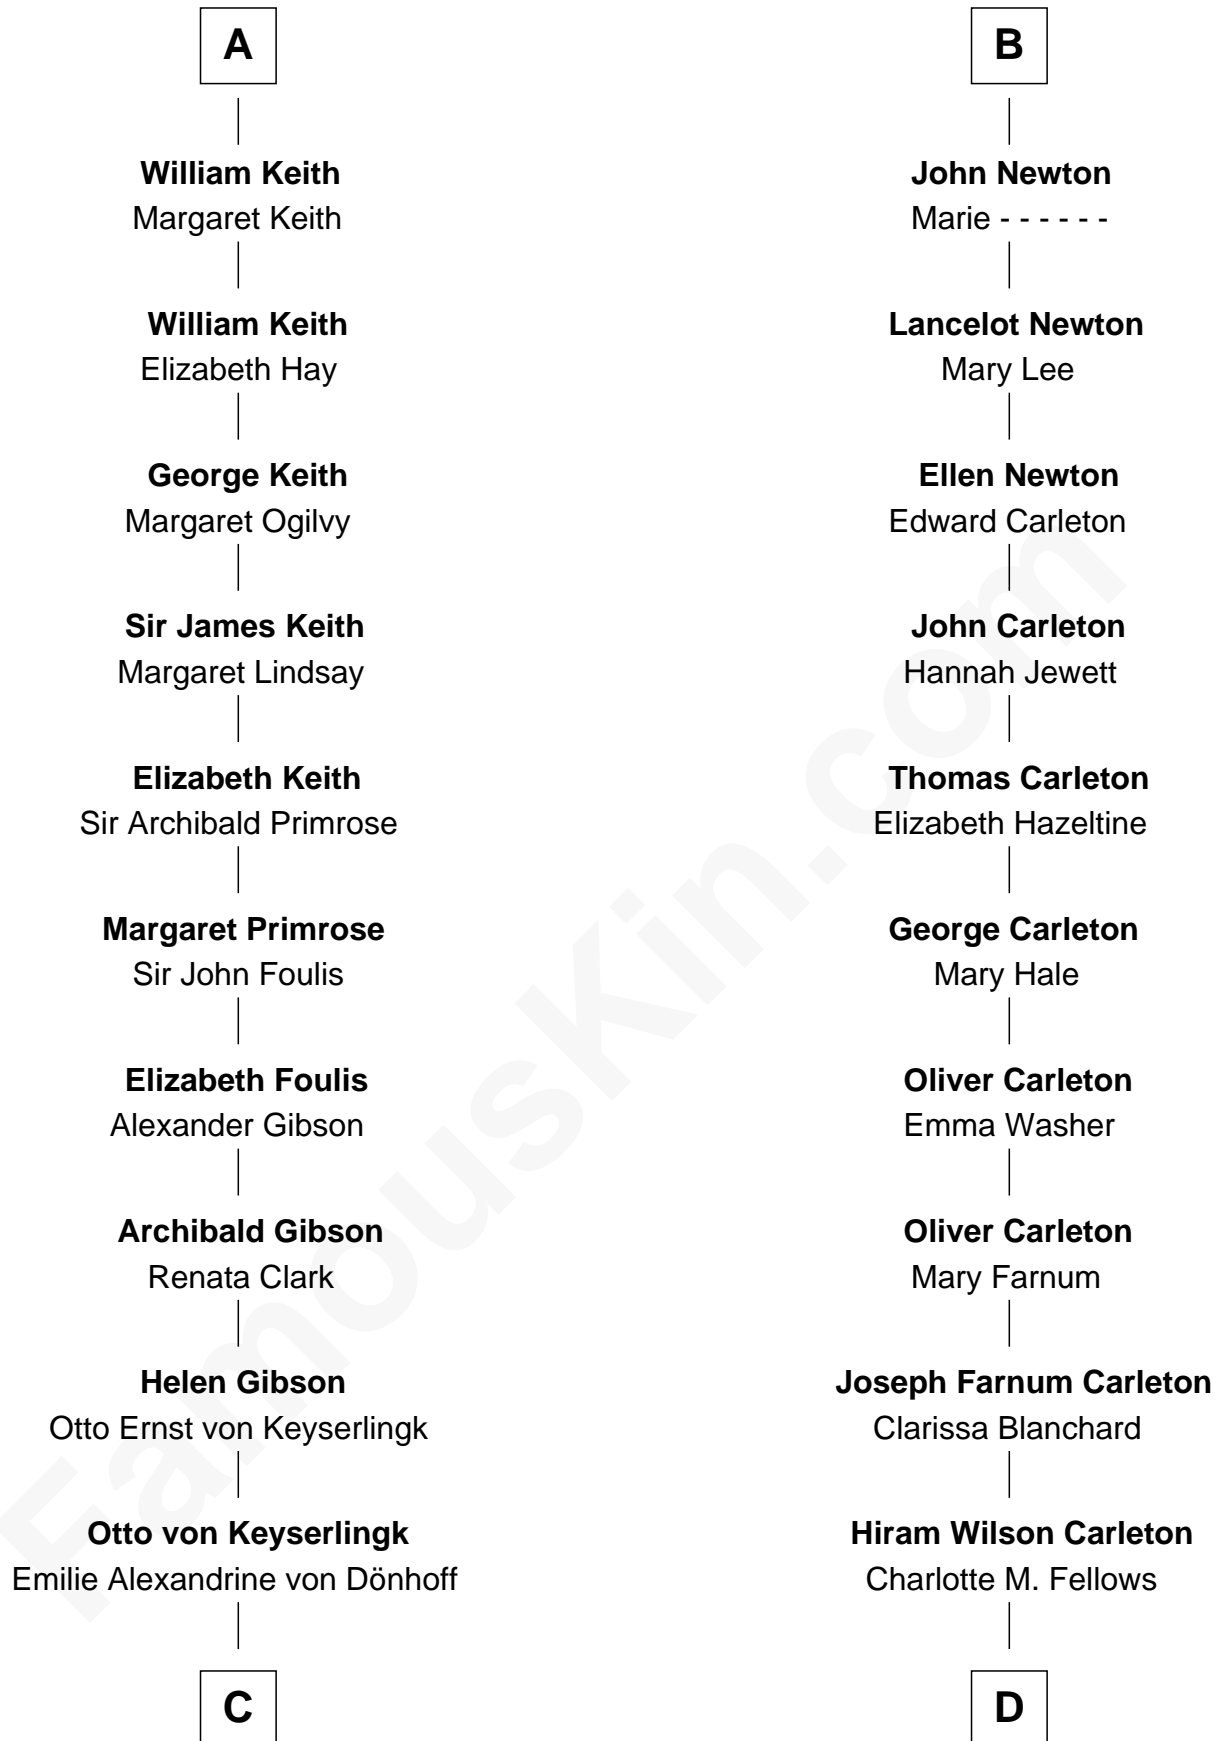 A
William Keith
Margaret Keith
William Keith
Elizabeth Hay
George Keith
Margaret Ogilvy
Sir James Keith
Margaret Lindsay
Elizabeth Keith
Sir Archibald Primrose
Margaret Primrose
Sir John Foulis
Elizabeth Foulis
Alexander Gibson
Archibald Gibson
Renata Clark
Helen Gibson
Otto Ernst von Keyserlingk
Otto von Keyserlingk
Emilie Alexandrine von Dönhoff
C
B
John Newton
Marie - - - - - -
Lancelot Newton
Mary Lee
Ellen Newton
Edward Carleton
John Carleton
Hannah Jewett
Thomas Carleton
Elizabeth Hazeltine
George Carleton
Mary Hale
Oliver Carleton
Emma Washer
Oliver Carleton
Mary Farnum
Joseph Farnum Carleton
Clarissa Blanchard
Hiram Wilson Carleton
Charlotte M. Fellows
D
FamousKin.com